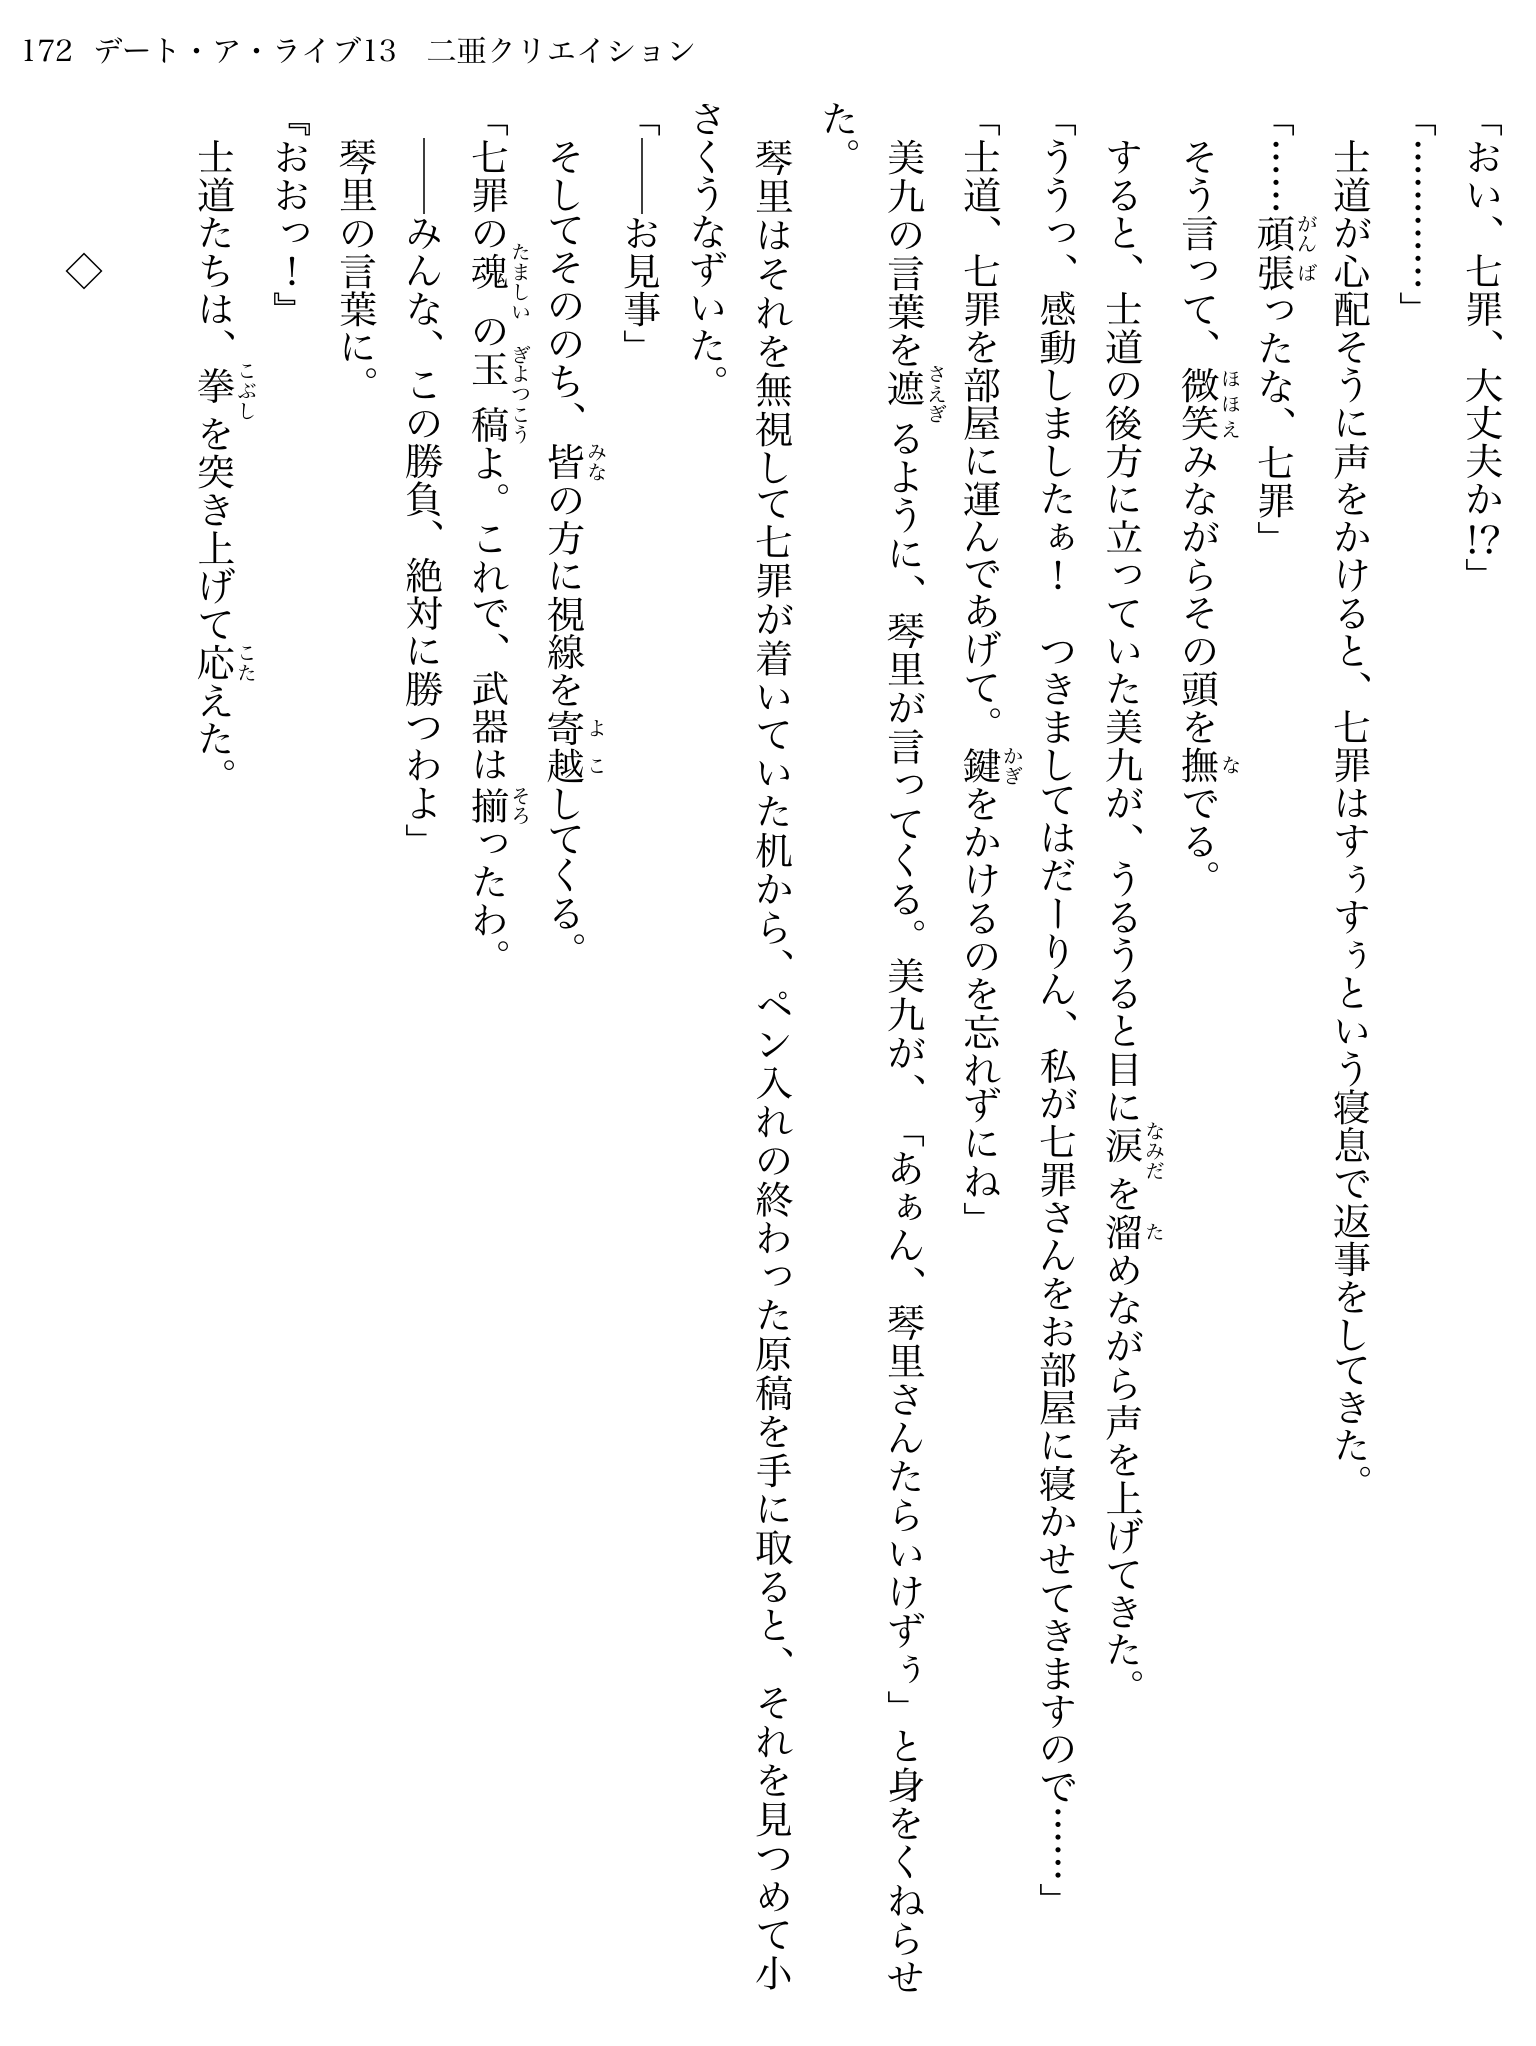 172 デート・ア・ライブ13　二亜クリエイション
「おい、七罪、大丈夫か!?」
「…………」
　士道が心配そうに声をかけると、七罪はすぅすぅという寝息で返事をしてきた。
「……頑張ったな、七罪」
　そう言って、微笑みながらその頭を撫でる。
　すると、士道の後方に立っていた美九が、うるうると目に涙を溜めながら声を上げてきた。
「ううっ、感動しましたぁ！　つきましてはだーりん、私が七罪さんをお部屋に寝かせてきますので……」
「士道、七罪を部屋に運んであげて。鍵をかけるのを忘れずにね」
　美九の言葉を遮るように、琴里が言ってくる。美九が、「あぁん、琴里さんたらいけずぅ」と身をくねらせ
た。
　琴里はそれを無視して七罪が着いていた机から、ペン入れの終わった原稿を手に取ると、それを見つめて小
さくうなずいた。
「――お見事」
　そしてそののち、皆の方に視線を寄越してくる。
「七罪の魂の玉稿よ。これで、武器は揃ったわ。
　――みんな、この勝負、絶対に勝つわよ」
　琴里の言葉に。
『おおっ！』
　士道たちは、拳を突き上げて応えた。
◇